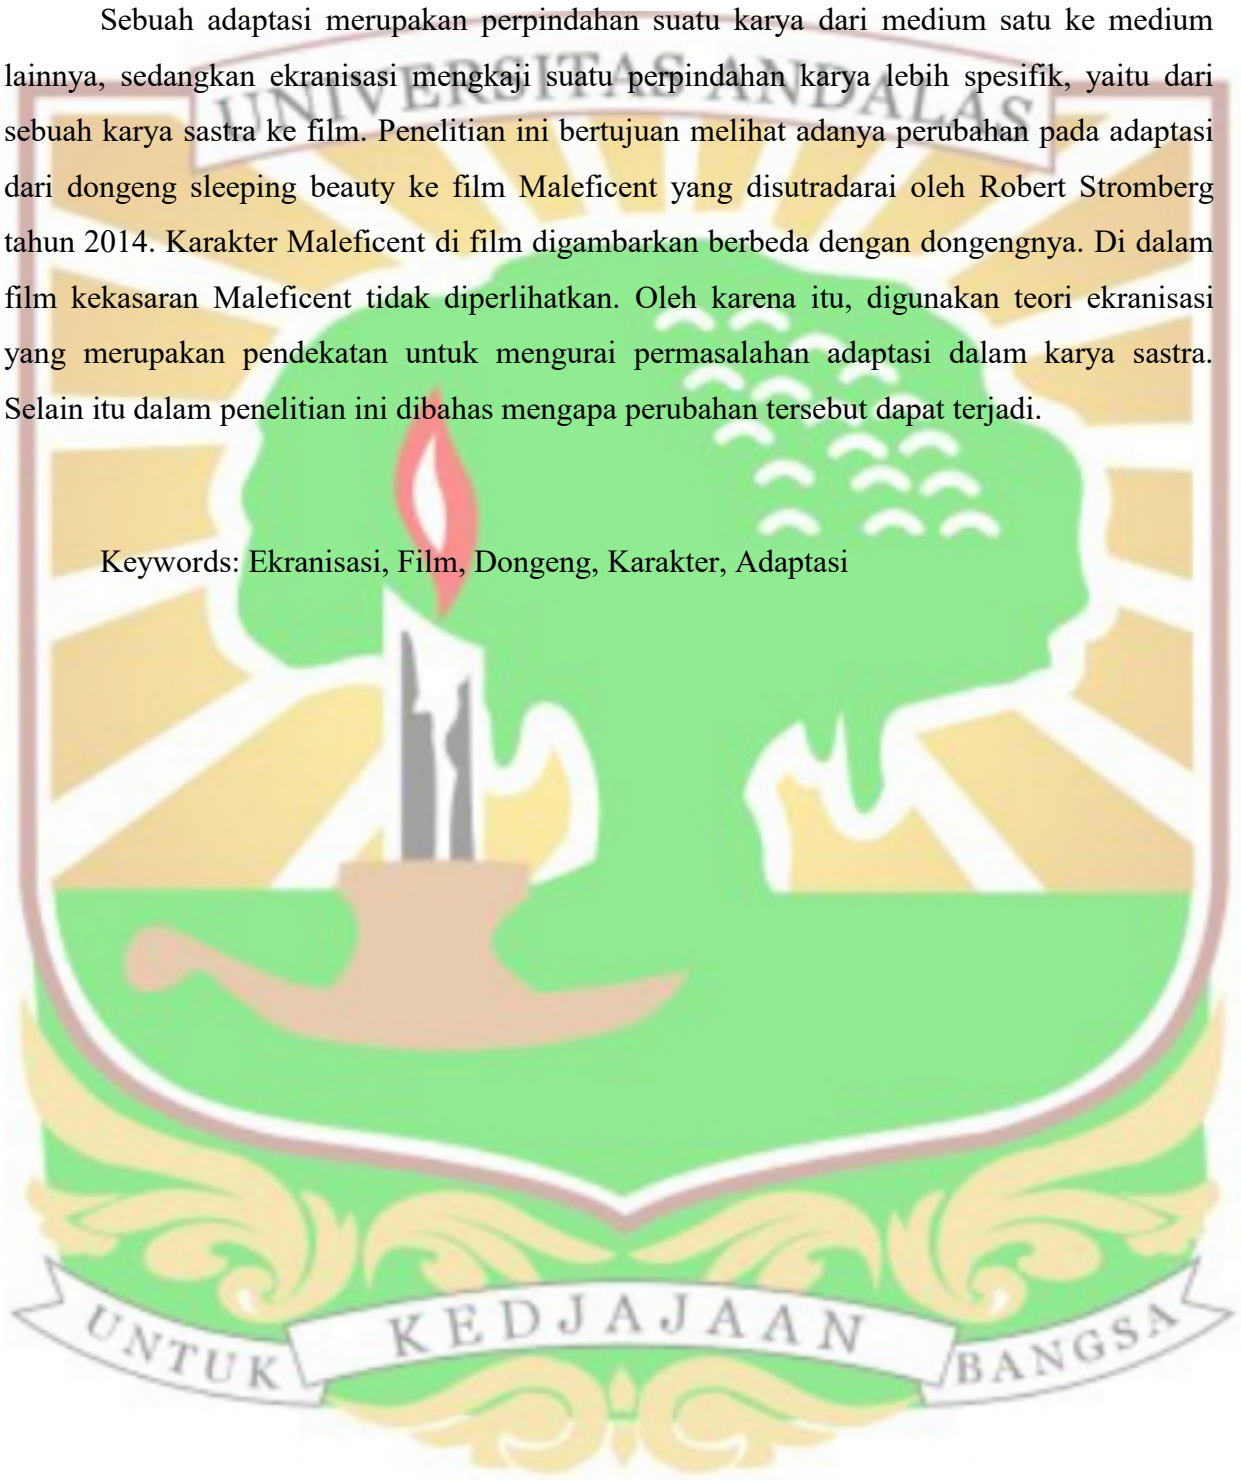 Sebuah adaptasi merupakan perpindahan suatu karya dari medium satu ke medium
lainnya, sedangkan ekranisasi mengkaji suatu perpindahan karya lebih spesifik, yaitu dari
sebuah karya sastra ke film. Penelitian ini bertujuan melihat adanya perubahan pada adaptasi
dari dongeng sleeping beauty ke film Maleficent yang disutradarai oleh Robert Stromberg
tahun 2014. Karakter Maleficent di film digambarkan berbeda dengan dongengnya. Di dalam
film kekasaran Maleficent tidak diperlihatkan. Oleh karena itu, digunakan teori ekranisasi
yang merupakan pendekatan untuk mengurai permasalahan adaptasi dalam karya sastra.
Selain itu dalam penelitian ini dibahas mengapa perubahan tersebut dapat terjadi.
Keywords: Ekranisasi, Film, Dongeng, Karakter, Adaptasi
UNIVERSITAS ANDALAS
UNTUK KEDJAJAAN BANGSA